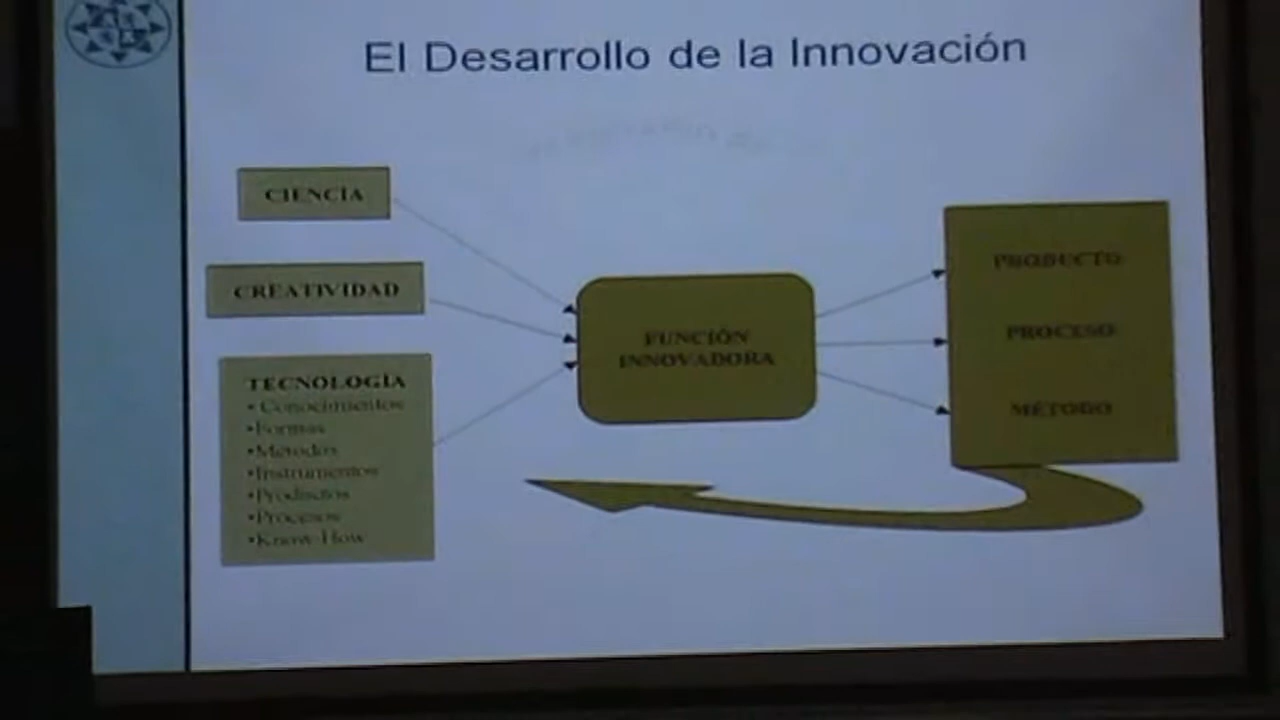 El Desarrollo de la Innovación
CIENCIA
CREATIVIDAD
TECNOLOGÍA
• Conocimientos
•Formas
•Métodos
•Instrumentos
•Productos
•Procesos
•Know-How
FUNCIÓN
INNOVADORA
PRODUCTO
PROCESO
MÉTODO